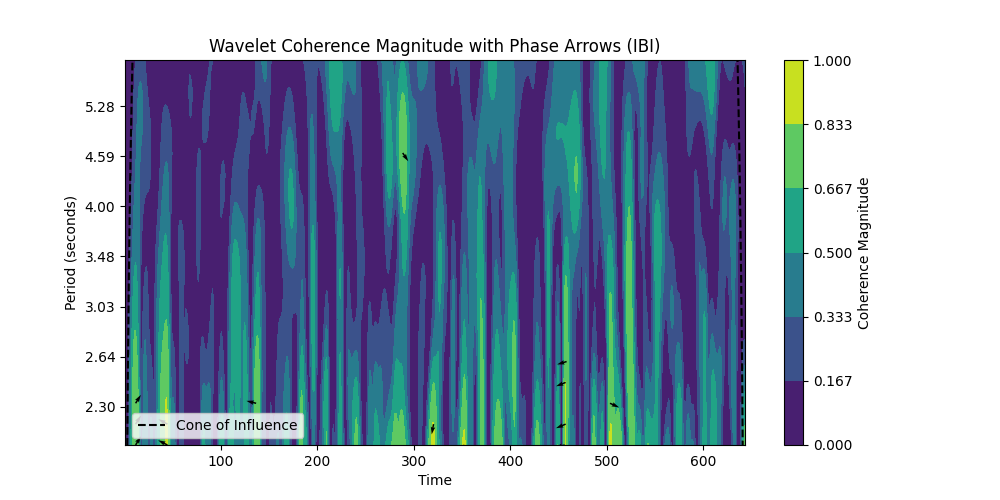 Wavelet Coherence Magnitude with Phase Arrows (IBI)
Period (seconds)
5.28
4.59
4.00
3.48
3.03
2.64
2.30
Cone of Influence
100 200 300 400 500 600
Time
1.000
0.833
0.667
0.500
0.333
0.167
0.000
Coherence Magnitude